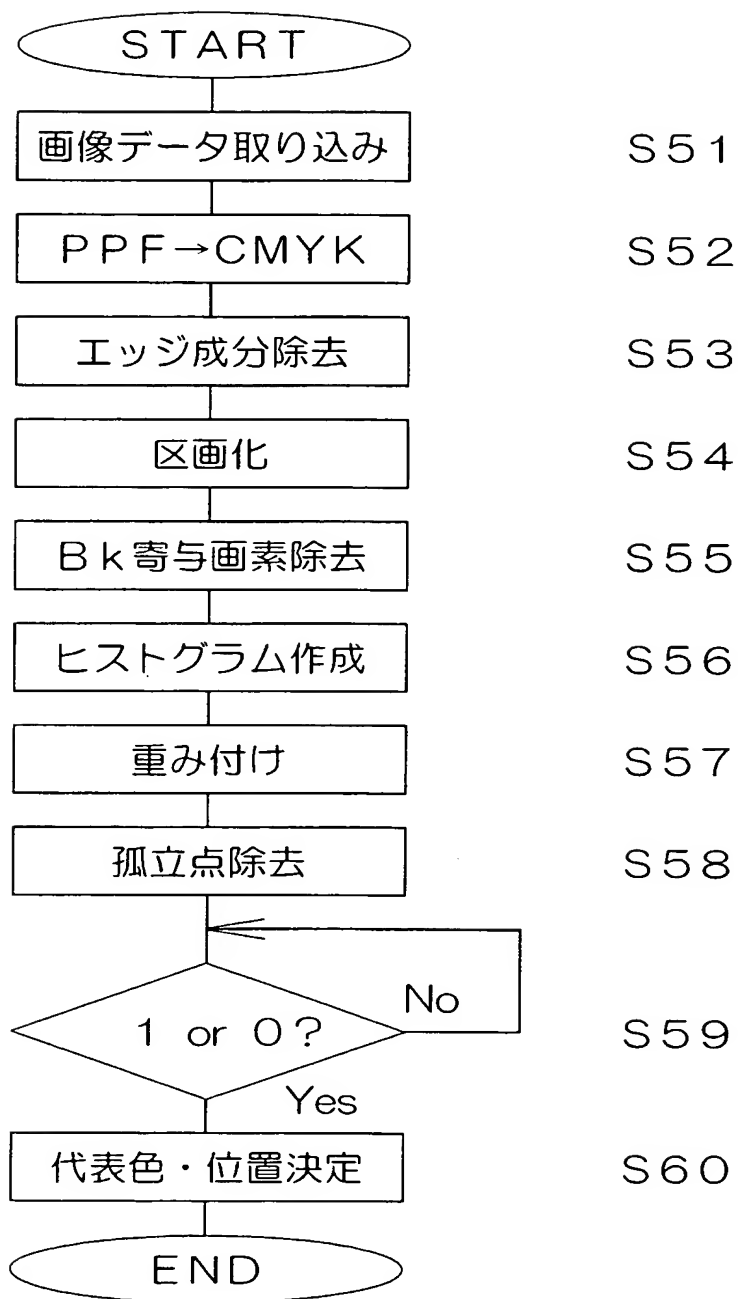 START
画像データ取り込み S51
PPF→CMYK S52
エッジ成分除去 S53
区画化 S54
Bk寄与画素除去 S55
ヒストグラム作成 S56
重み付け S57
孤立点除去 S58
No
1 or 0? S59
Yes
代表色・位置決定 S60
END